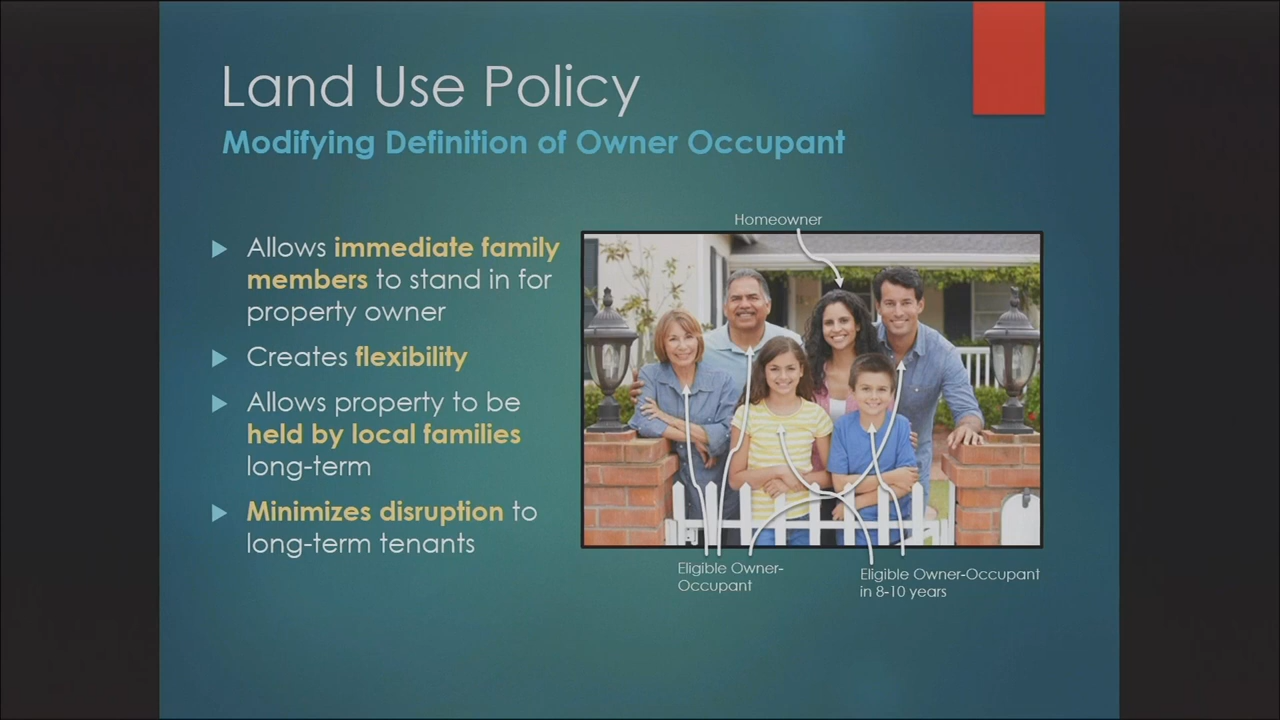 Land Use Policy
Modifying Definition of Owner Occupant
Allows immediate family
members to stand in for
property owner
Creates flexibility
Allows property to be
held by local families
long-term
Minimizes disruption to
long-term tenants
Homeowner
Eligible Owner-
Occupant
Eligible Owner-Occupant
in 8-10 years